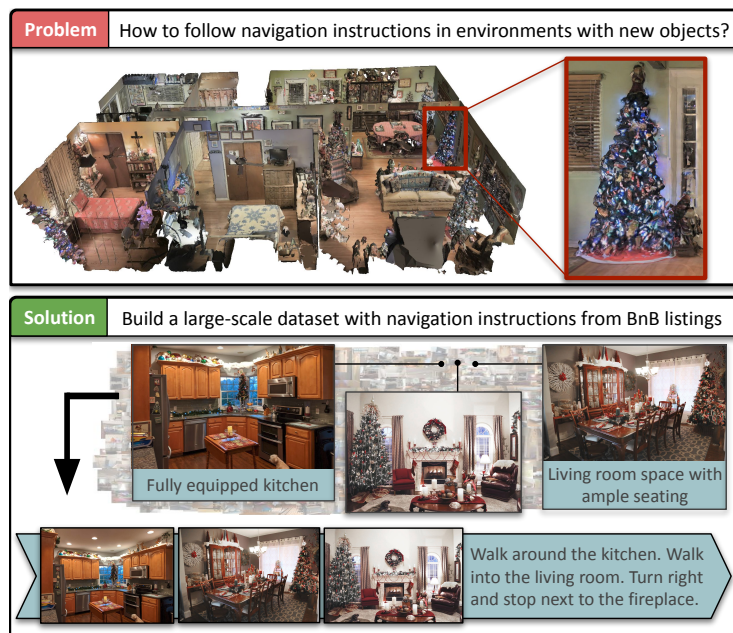 Problem How to follow navigation instructions in environments with new objects?
Solution Build a large-scale dataset with navigation instructions from BnB listings
Fully equipped kitchen
Living room space with
ample seating
Walk around the kitchen. Walk
into the living room. Turn right
and stop next to the fireplace.